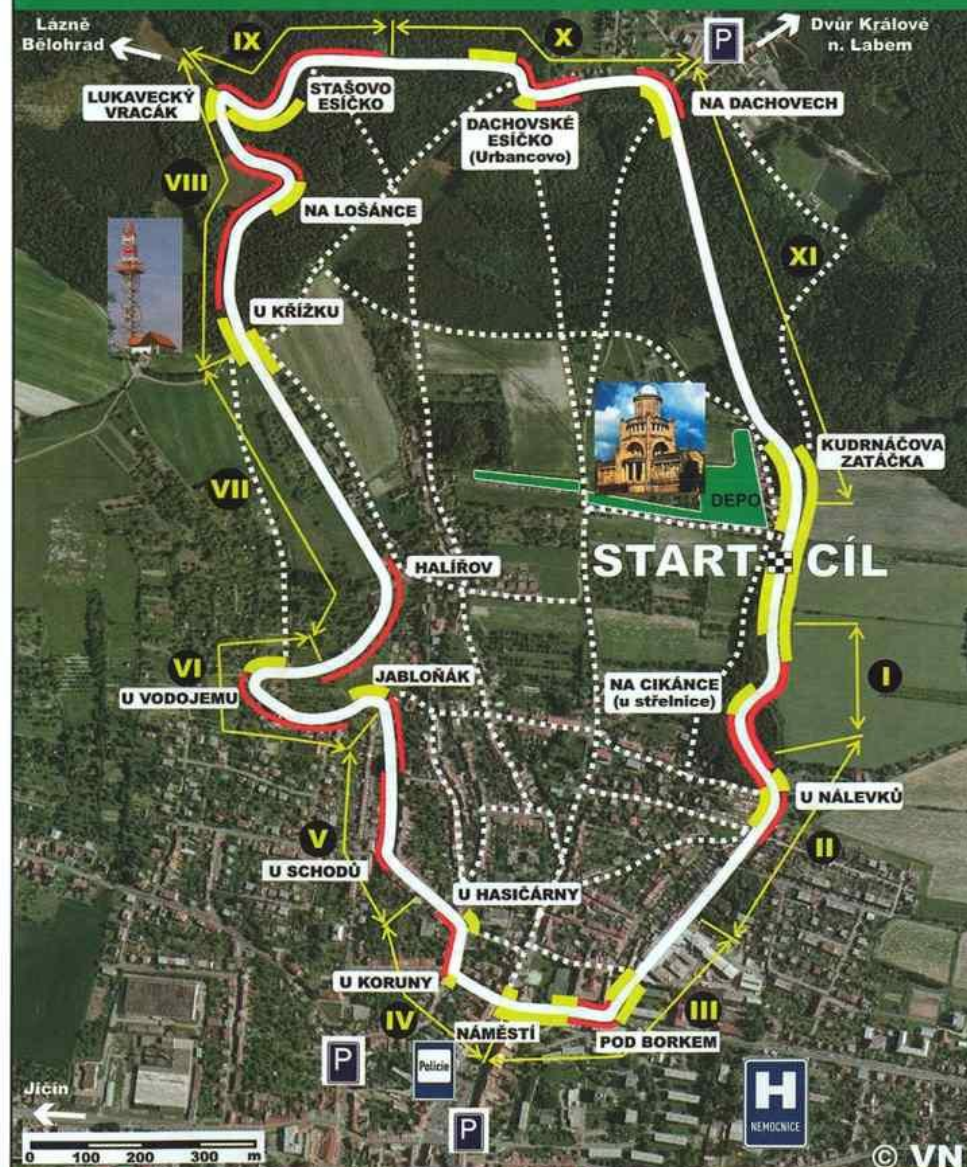 Lázně
Bělohrad
IX
X
P
Dvůr Králové
n. Labem
LUKAVECKÝ
VRACÁK
STAŠOVO
ESÍČKO
DACHOVSKÉ
ESÍČKO
(Urbancovo)
NA DACHOVECH
VIII
NA LOŠÁNCE
XI
U KŘÍŽKU
KUDRNÁČOVA
ZATÁČKA
VII
DEPO
START CÍL
HALÍŘOV
VI
U VODOJEMU
JABLOŇÁK
NA CIKÁNCE
(u střelnice)
I
U NÁLEVKŮ
II
V
U SCHODŮ
U HASIČÁRNY
U KORUNY
IV
NÁMĚSTÍ
III
POD BORKEM
P
Policie
P
H
NEMOCNICE
Jičín
0 100 200 300 m
© VN